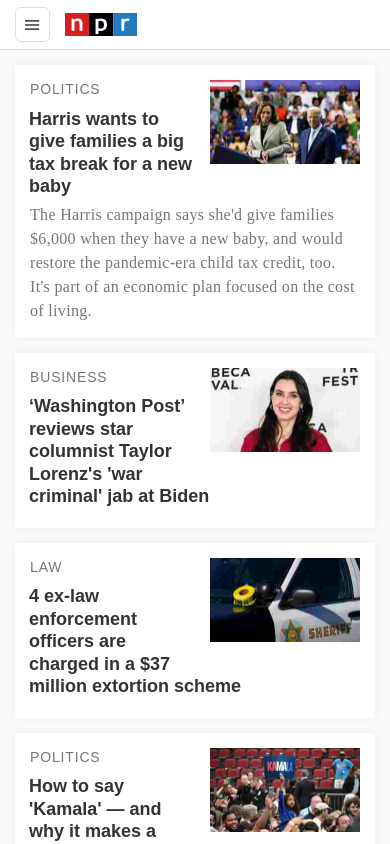 npr
POLITICS
Harris wants to
give families a big
tax break for a new
baby
The Harris campaign says she'd give families
$6,000 when they have a new baby, and would
restore the pandemic-era child tax credit, too.
It's part of an economic plan focused on the cost
of living.
BUSINESS
‘Washington Post’
reviews star
columnist Taylor
Lorenz's 'war
criminal' jab at Biden
BECA
VAL.
TR
FEST
CA
LAW
4 ex-law
enforcement
officers are
charged in a $37
million extortion scheme
SHERIFF
POLITICS
How to say
'Kamala' — and
why it makes a
KAMALA